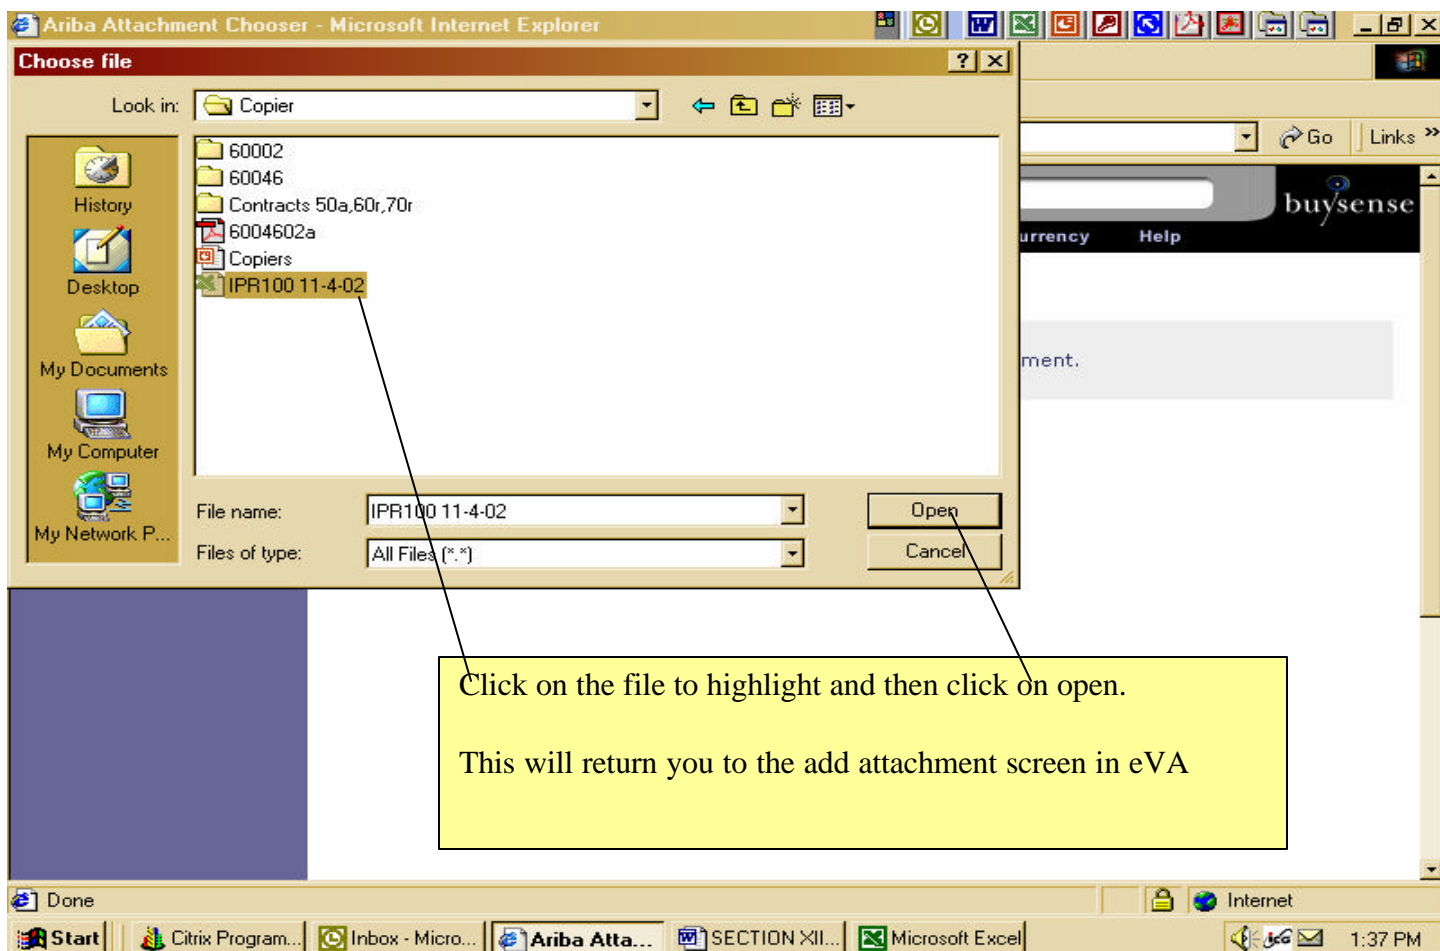 Ariba Attachment Chooser - Microsoft Internet Explorer
Choose file
Look in: Copier
Go Links »
History
Desktop
My Documents
My Computer
My Network P...
60002
60046
Contracts 50a,60r,70r
6004602a
Copiers
IPR100 11-4-02
buysense
urrency Help
ment.
File name: IPR100 11-4-02 Open
Files of type: All Files (*.*) Cancel
Click on the file to highlight and then click on open.
This will return you to the add attachment screen in eVA
Done Internet
Start Citrix Program... Inbox - Micro... Ariba Atta... SECTION XII... Microsoft Excel 1:37 PM